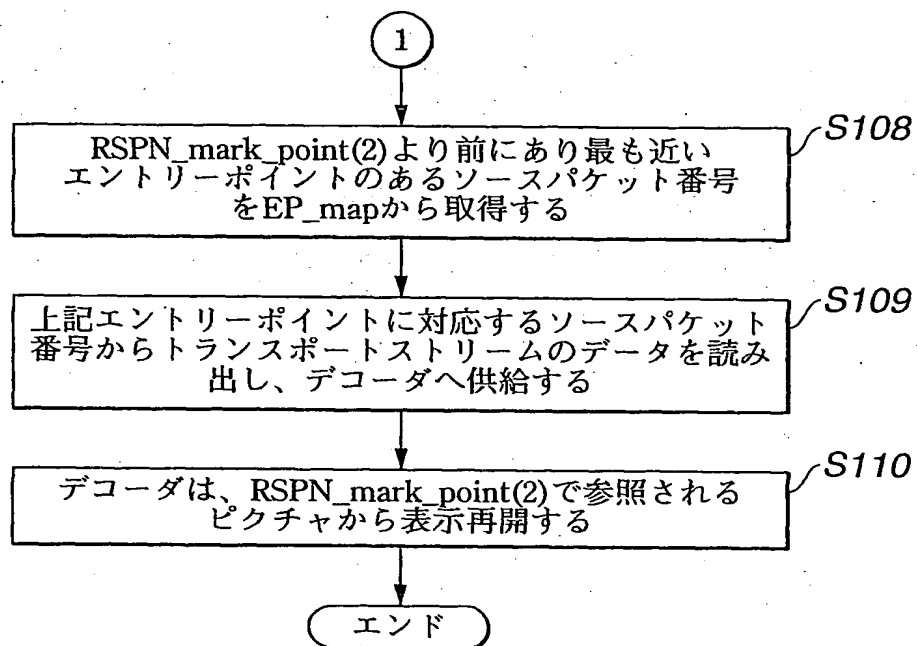 1
RSPN_mark_point(2)より前にあり最も近い
エントリーポイントのあるソースパケット番号
をEP_mapから取得する
S108
上記エントリーポイントに対応するソースパケット
番号からトランスポートストリームのデータを読み
出し、デコーダへ供給する
S109
デコーダは、RSPN_mark_point(2)で参照される
ピクチャから表示再開する
S110
エンド